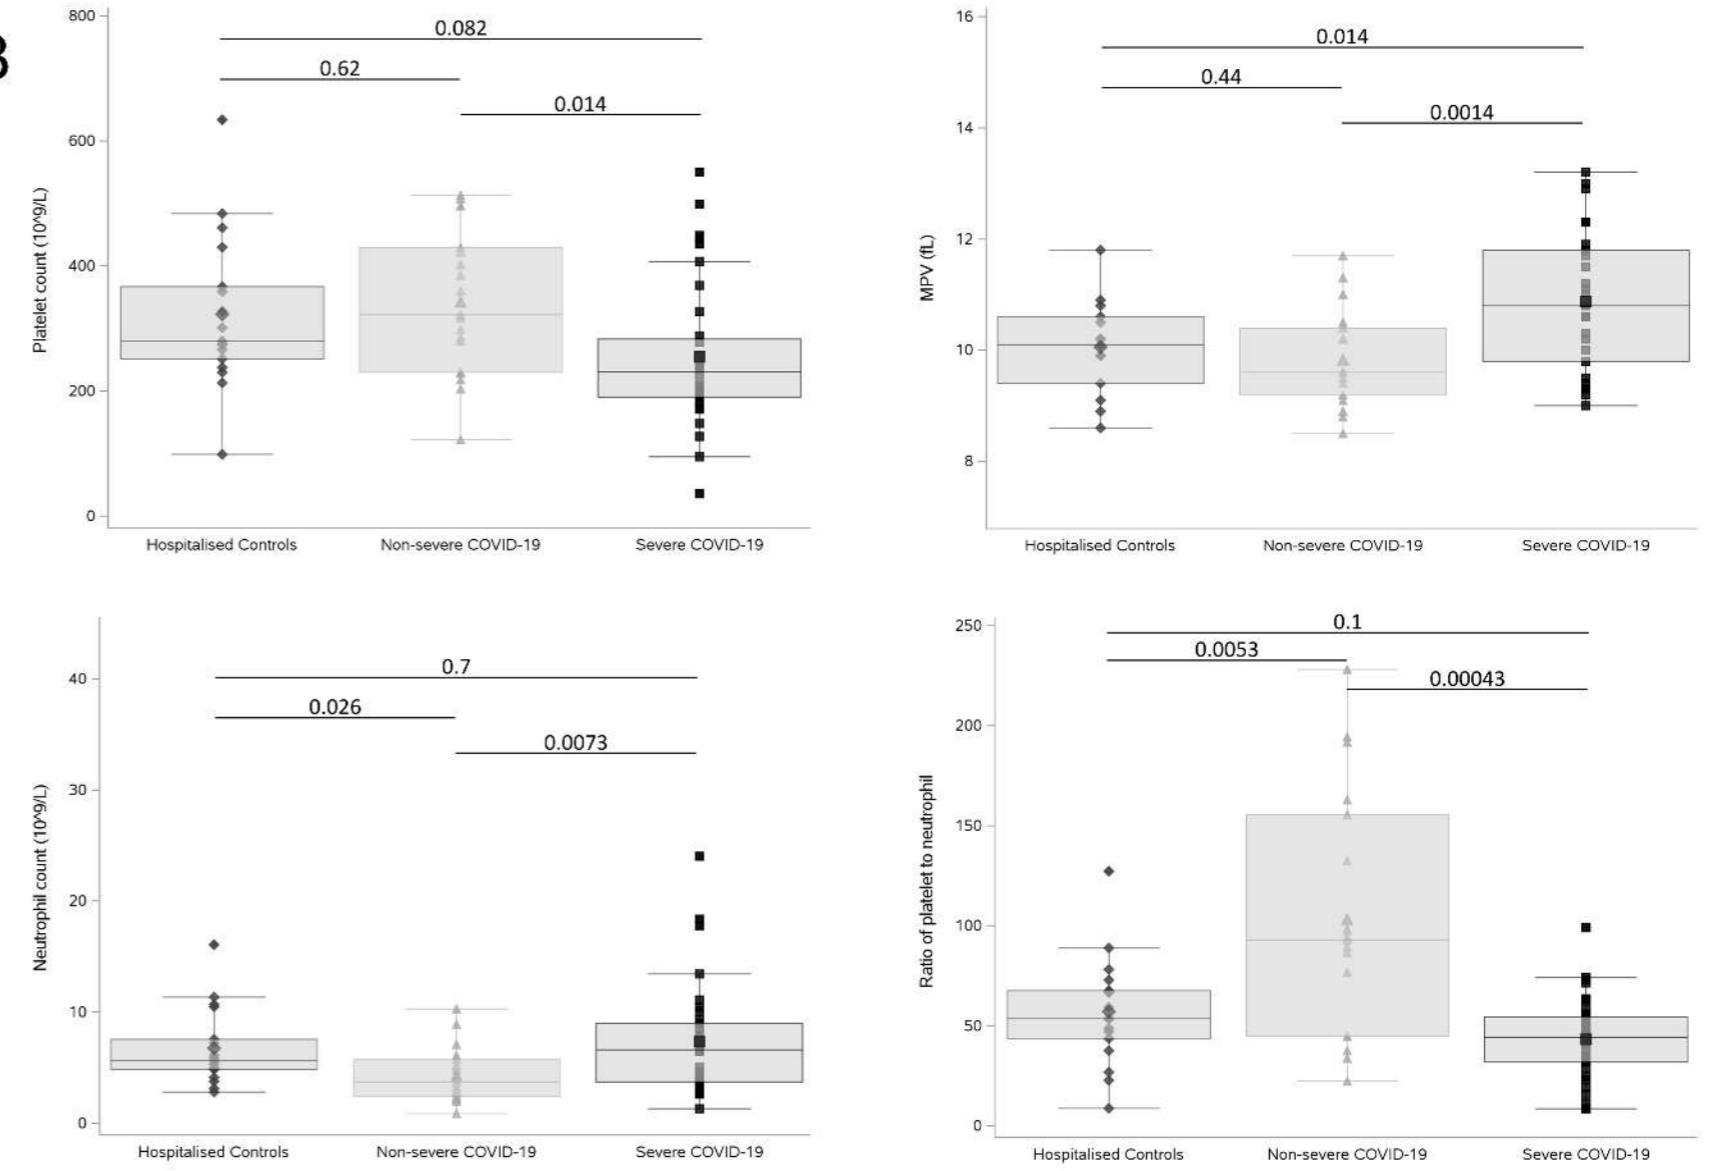 B
800
600
400
200
0
Platelet count (10^9/L)
0.082
0.62
0.014
Hospitalised Controls
Non-severe COVID-19
Severe COVID-19
16
14
12
10
8
MPV (fL)
0.014
0.44
0.0014
Hospitalised Controls
Non-severe COVID-19
Severe COVID-19
40
30
20
10
0
Neutrophil count (10^9/L)
0.7
0.026
0.0073
Hospitalised Controls
Non-severe COVID-19
Severe COVID-19
250
200
150
100
50
0
Ratio of platelet to neutrophil
0.1
0.0053
0.00043
Hospitalised Controls
Non-severe COVID-19
Severe COVID-19